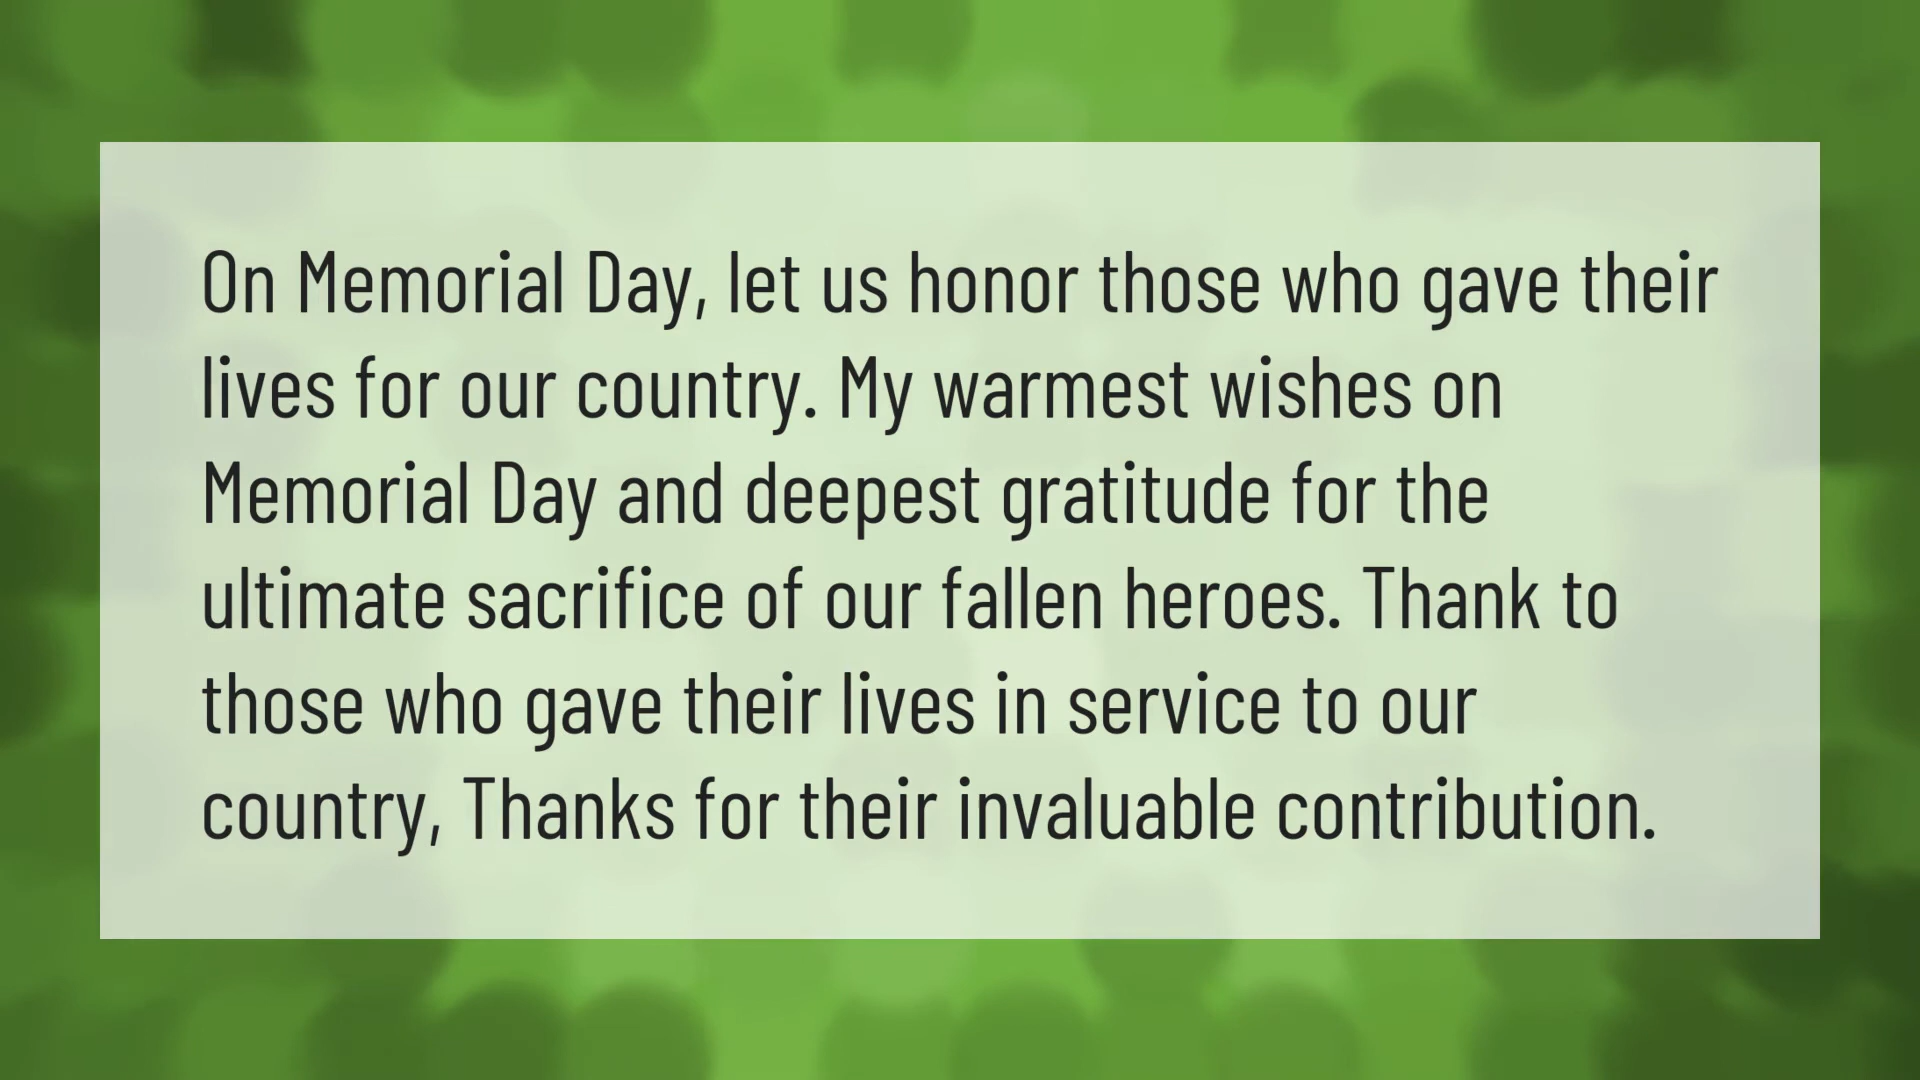 On Memorial Day, let us honor those who gave their
lives for our country. My warmest wishes on
Memorial Day and deepest gratitude for the
ultimate sacrifice of our fallen heroes. Thank to
those who gave their lives in service to our
country, Thanks for their invaluable contribution.